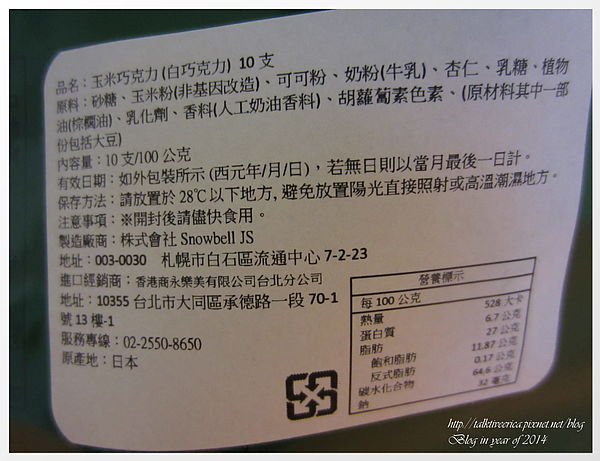 品名：玉米巧克力 (白巧克力) 10 支
原料：砂糖、玉米粉(非基因改造)、可可粉、奶粉(牛乳)、杏仁、乳糖、植物
油(棕櫚油)、乳化劑、香料(人工奶油香料)、胡蘿蔔素色素、(原材料其中一部
份包括大豆)
內容量：10 支/100 公克
有效日期：如外包裝所示 (西元年/月/日)，若無日則以當月最後一日計。
保存方法：請放置於 28℃ 以下地方, 避免放置陽光直接照射或高溫潮濕地方。
注意事項：※開封後請儘快食用。
製造廠商：株式會社 Snowbell JS
地址：003-0030 札幌市白石區流通中心 7-2-23
進口經銷商：香港商永樂美有限公司台北分公司
地址：10355 台北市大同區承德路一段 70-1
號 13 樓-1
服務專線：02-2550-8650
原產地：日本
營養標示
每 100 公克
熱量 528 大卡
蛋白質 6.7 公克
脂肪 27 公克
飽和脂肪 11.87 公克
反式脂肪 0.17 公克
碳水化合物 64.6 公克
鈉 32 毫克
http://talktiveerica.pixnet.net/blog
Blog in year of 2014